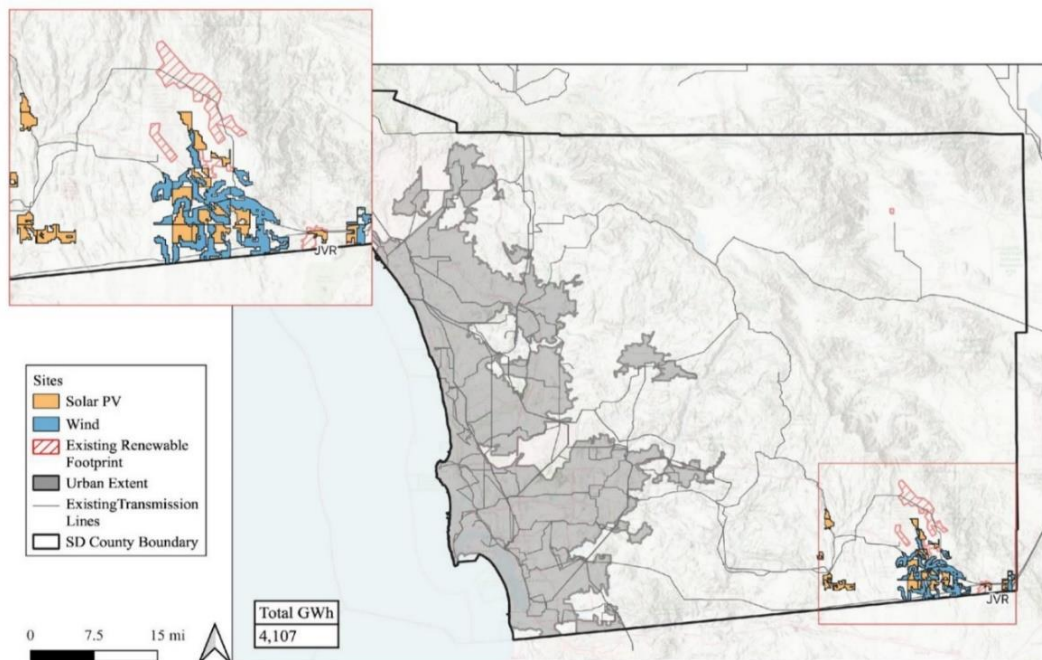 JVR
Sites
Solar PV
Wind
Existing Renewable
Footprint
Urban Extent
ExistingTransmission
Lines
SD County Boundary
0 7.5 15 mi
Total GWh
4,107
JVR